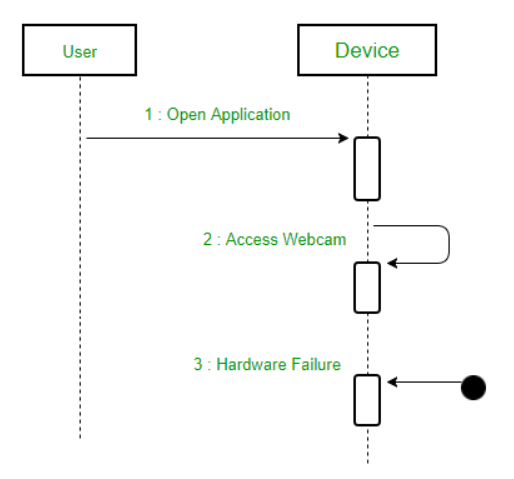 User
Device
1 : Open Application
2 : Access Webcam
3 : Hardware Failure